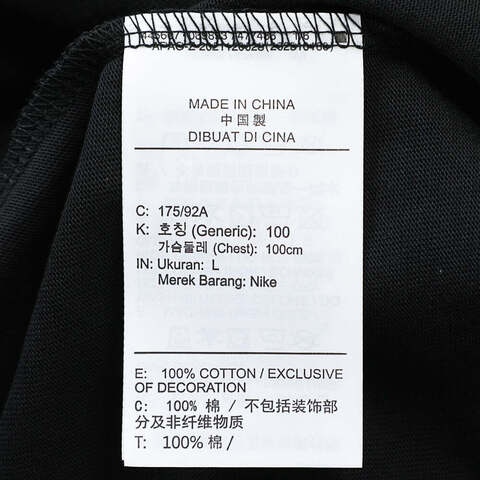 MADE IN CHINA
中国製
DIBUAT DI CINA
C: 175/92A
K: 호칭 (Generic): 100
가슴둘레 (Chest): 100cm
IN: Ukuran: L
Merek Barang: Nike
E: 100% COTTON / EXCLUSIVE
OF DECORATION
C: 100% 棉 / 不包括装饰部
分及非纤维物质
T: 100% 棉 /